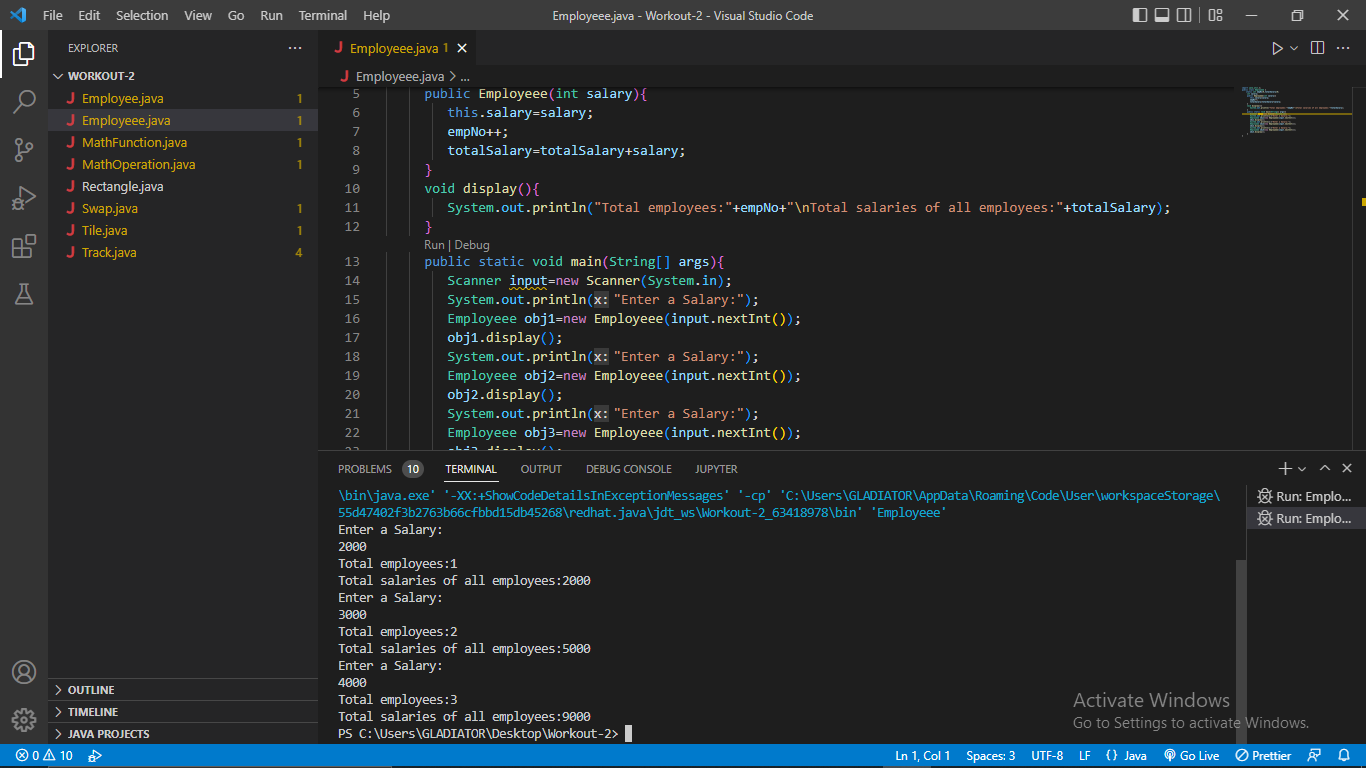 File Edit Selection View Go Run Terminal Help Employeee.java - Workout-2 - Visual Studio Code
EXPLORER
WORKOUT-2
Employee.java 1
Employeee.java 1
MathFunction.java 1
MathOperation.java 1
Rectangle.java
Swap.java 1
Tile.java 1
Track.java 4
OUTLINE
TIMELINE
JAVA PROJECTS
Employeee.java 1
Employeee.java > ...
5 public Employeee(int salary){
6 this.salary=salary;
7 empNo++;
8 totalSalary=totalSalary+salary;
9 }
10 void display(){
11 System.out.println("Total employees:"+empNo+"\nTotal salaries of all employees:"+totalSalary);
12 }
Run | Debug
13 public static void main(String[] args){
14 Scanner input=new Scanner(System.in);
15 System.out.println(x: "Enter a Salary:");
16 Employeee obj1=new Employeee(input.nextInt());
17 obj1.display();
18 System.out.println(x: "Enter a Salary:");
19 Employeee obj2=new Employeee(input.nextInt());
20 obj2.display();
21 System.out.println(x: "Enter a Salary:");
22 Employeee obj3=new Employeee(input.nextInt());
23 obj3.display();
PROBLEMS 10 TERMINAL OUTPUT DEBUG CONSOLE JUPYTER
\bin\java.exe' '-XX:+ShowCodeDetailsInExceptionMessages' '-cp' 'C:\Users\GLADIATOR\AppData\Roaming\Code\User\workspaceStorage\
55d47402f3b2763b66cfbbd15db45268\redhat.java\jdt_ws\Workout-2_63418978\bin' 'Employeee'
Enter a Salary:
2000
Total employees:1
Total salaries of all employees:2000
Enter a Salary:
3000
Total employees:2
Total salaries of all employees:5000
Enter a Salary:
4000
Total employees:3
Total salaries of all employees:9000
PS C:\Users\GLADIATOR\Desktop\Workout-2>
Run: Emplo...
Run: Emplo...
Activate Windows
Go to Settings to activate Windows.
0 10 Ln 1, Col 1 Spaces: 3 UTF-8 LF {} Java Go Live Prettier